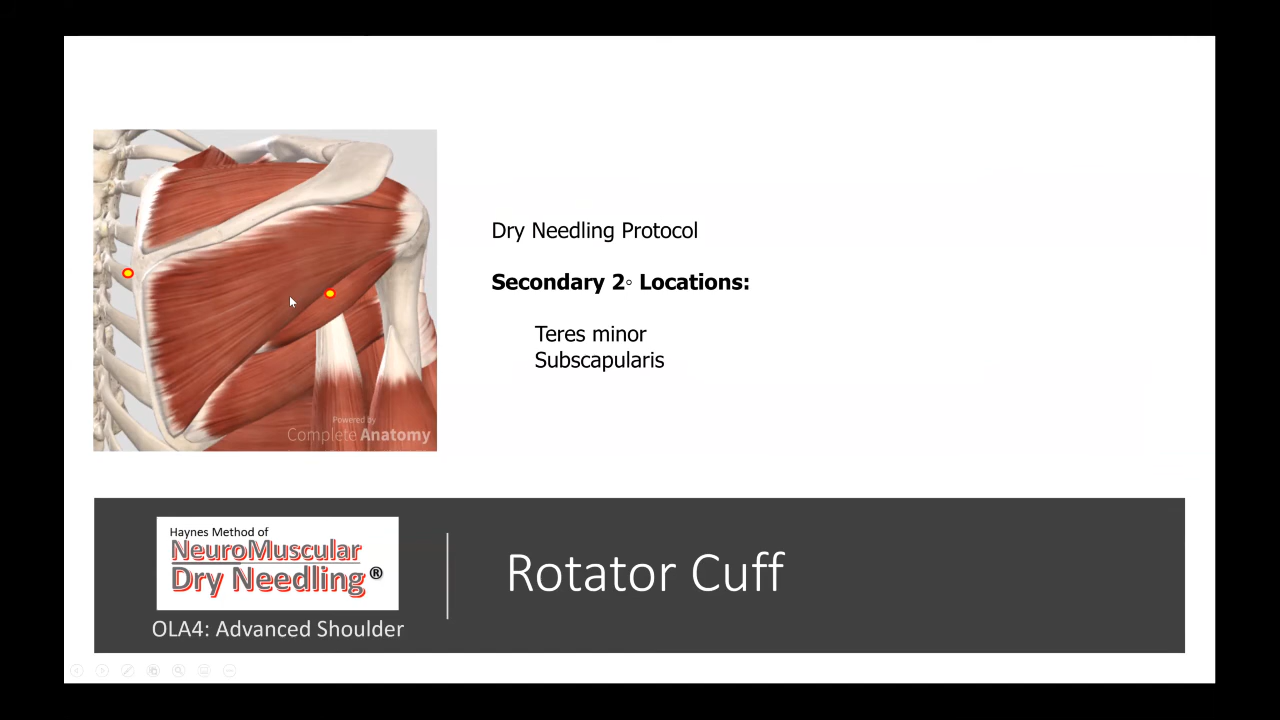 Powered by
Complete Anatomy
Dry Needling Protocol
Secondary 2◦ Locations:
Teres minor
Subscapularis
Haynes Method of
NeuroMuscular
Dry Needling®
OLA4: Advanced Shoulder
Rotator Cuff